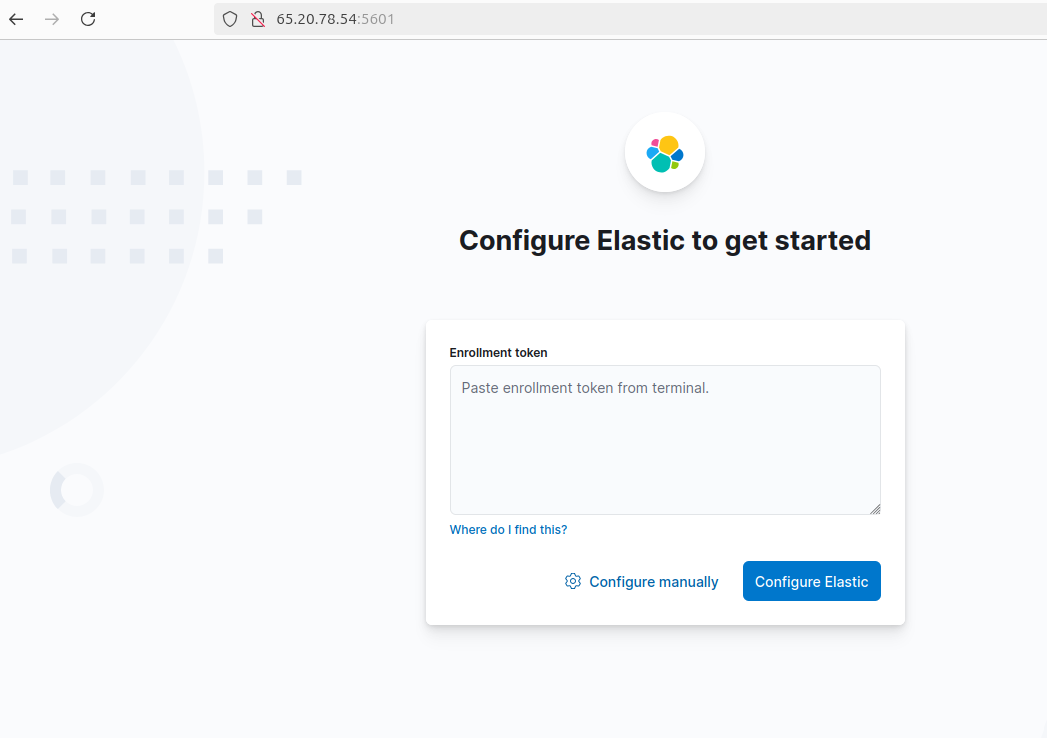 65.20.78.54:5601
Configure Elastic to get started
Enrollment token
Paste enrollment token from terminal.
Where do I find this?
Configure manually
Configure Elastic